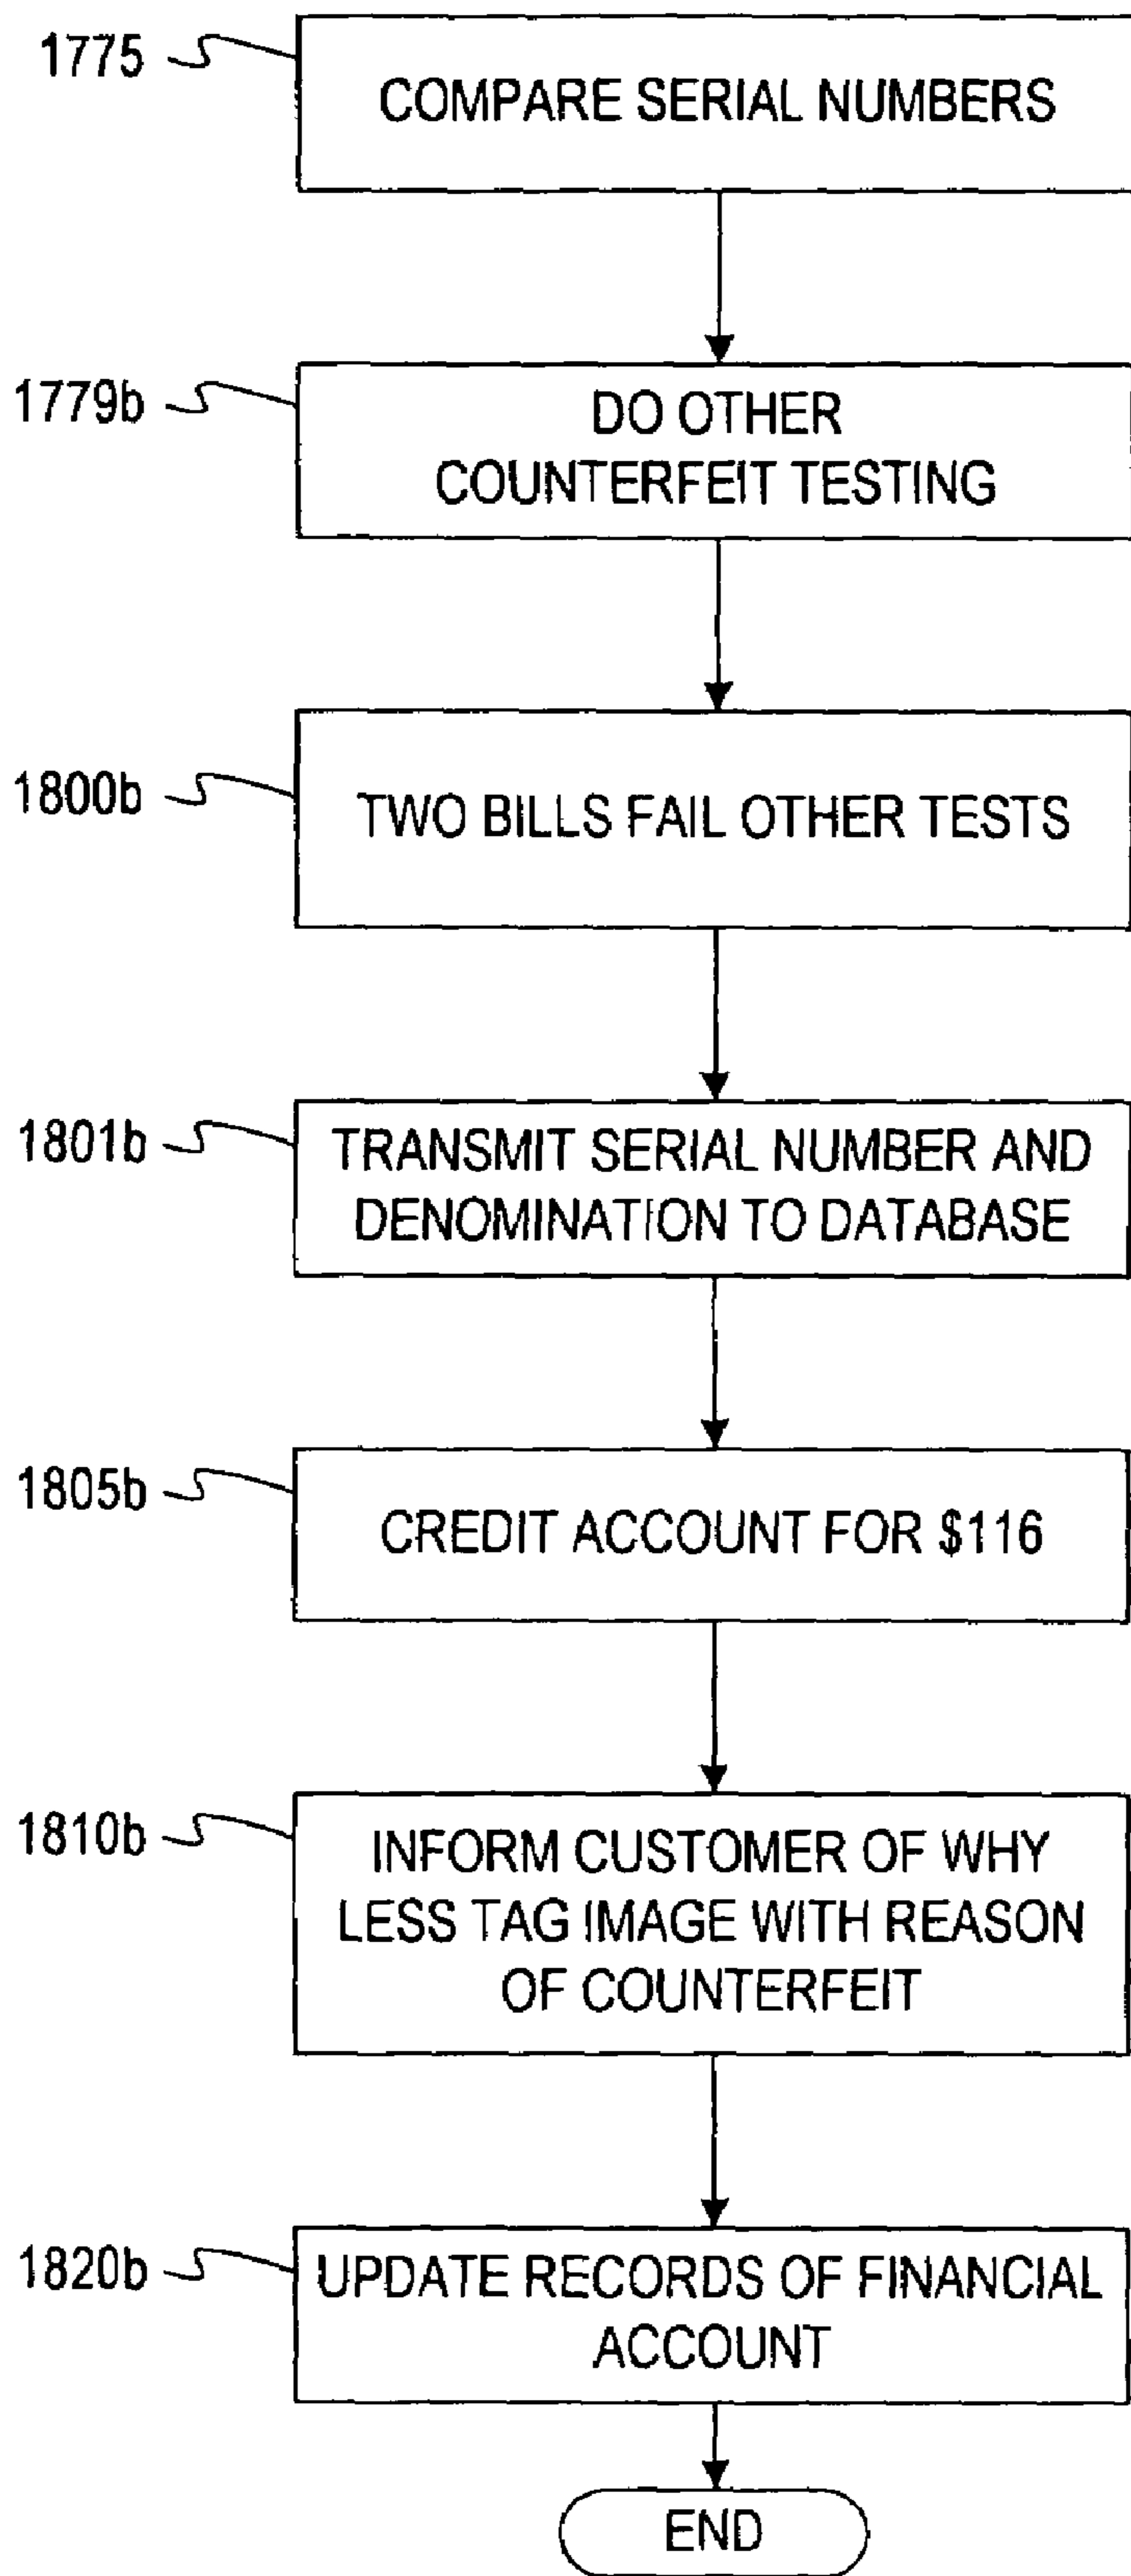 1775
COMPARE SERIAL NUMBERS
1779b
DO OTHER
COUNTERFEIT TESTING
1800b
TWO BILLS FAIL OTHER TESTS
1801b
TRANSMIT SERIAL NUMBER AND
DENOMINATION TO DATABASE
1805b
CREDIT ACCOUNT FOR $116
1810b
INFORM CUSTOMER OF WHY
LESS TAG IMAGE WITH REASON
OF COUNTERFEIT
1820b
UPDATE RECORDS OF FINANCIAL
ACCOUNT
END